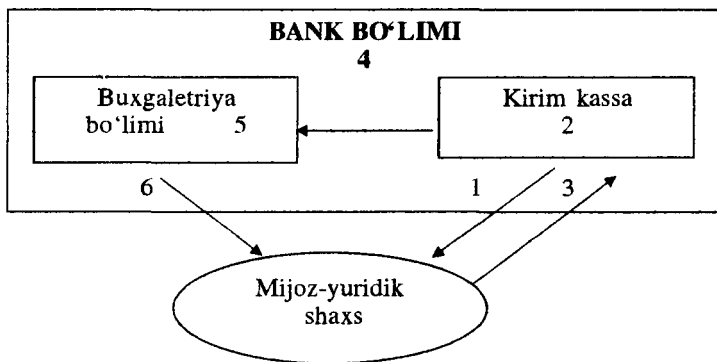 BANK BO‘LIMI
4
Buxgaletriya
bo‘limi 5
Kirim kassa
2
6
1
3
Mijoz-yuridik
shaxs